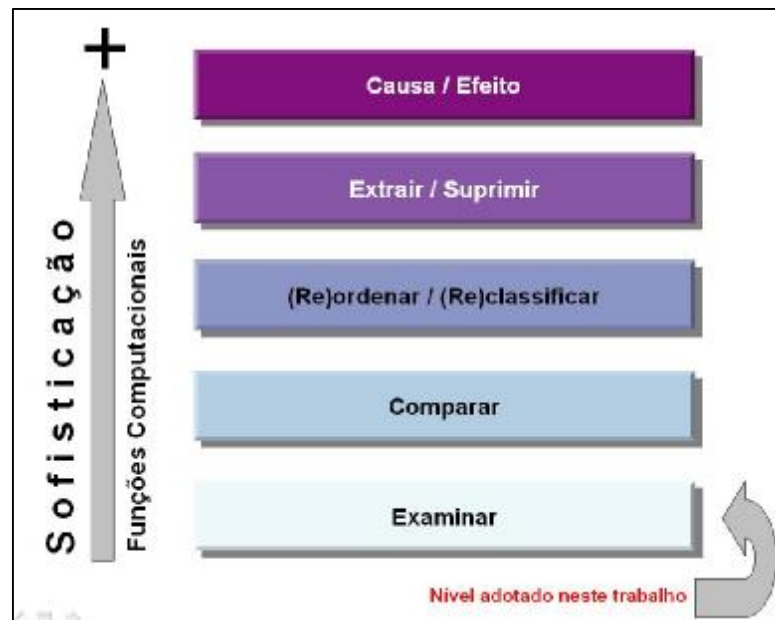 +
Causa / Efeito
Extrair / Suprimir
(Re)ordenar / (Re)classificar
Comparar
Examinar
Sofisticação
Funções Computacionais
Nível adotado neste trabalho